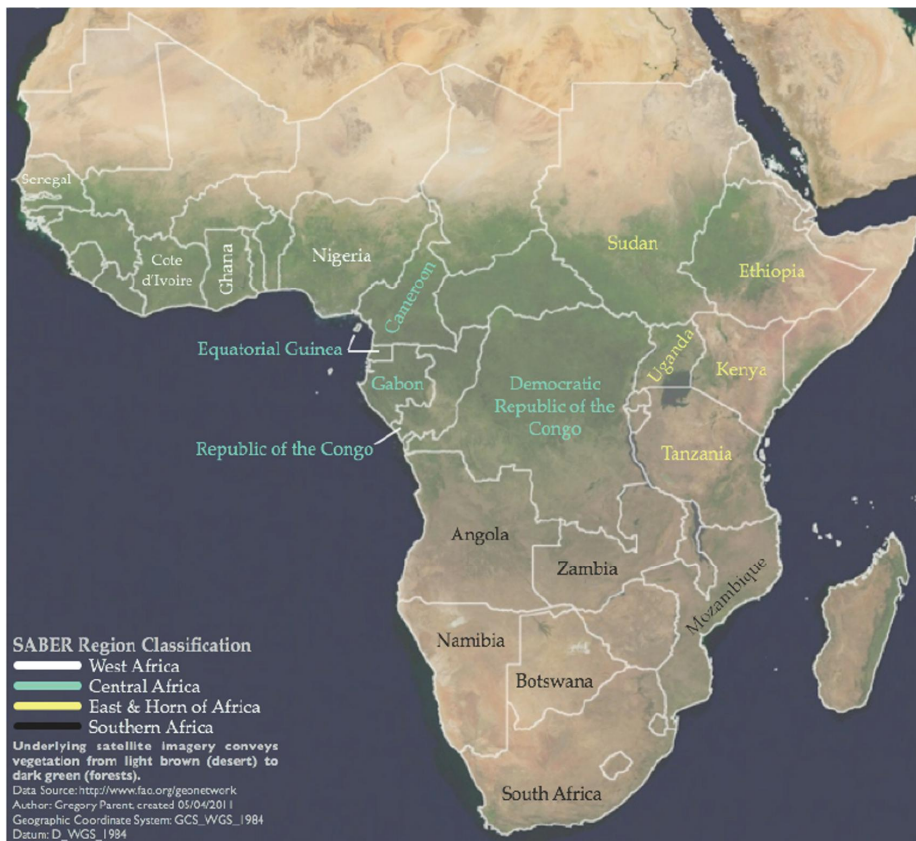 Senegal
Cote
d'Ivoire
Ghana
Nigeria
Cameroon
Sudan
Ethiopia
Equatorial Guinea
Uganda
Kenya
Gabon
Democratic
Republic of the
Congo
Republic of the Congo
Tanzania
Angola
Zambia
Mozambique
Namibia
Botswana
South Africa
SABER Region Classification
West Africa
Central Africa
East & Horn of Africa
Southern Africa
Underlying satellite imagery conveys
vegetation from light brown (desert) to
dark green (forests).
Data Source: http://www.fao.org/geonetwork
Author: Gregory Parent, created 05/04/2011
Geographic Coordinate System: GCS_WGS_1984
Datum: D_WGS_1984